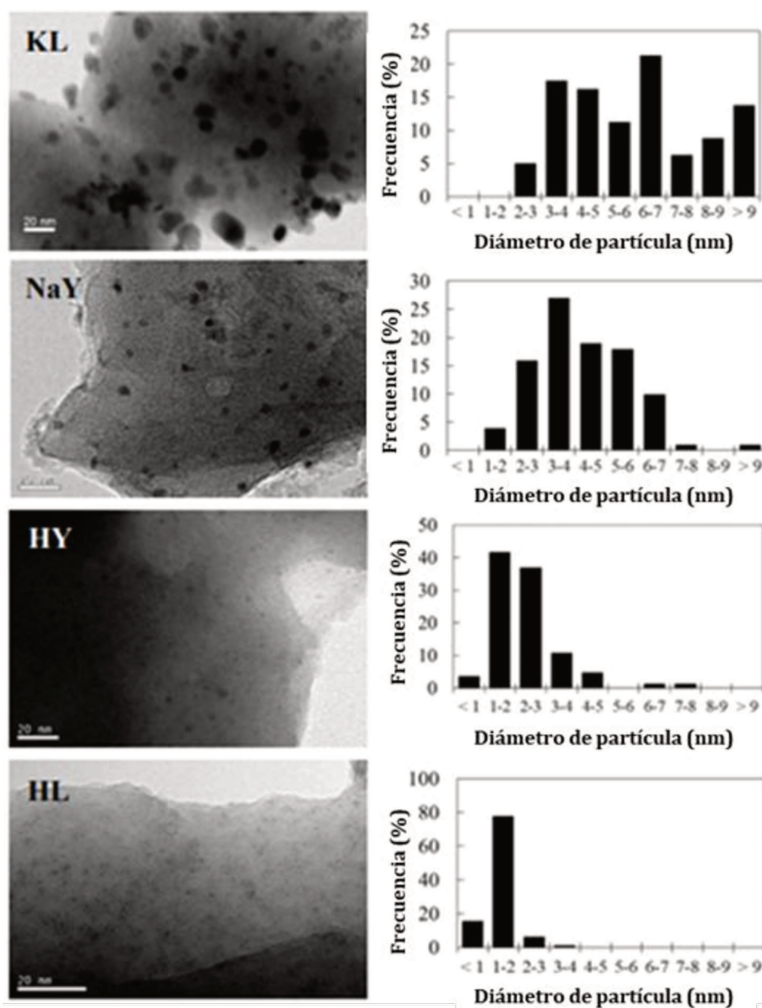 KL
20 nm
Frecuencia (%)
25
20
15
10
5
0
< 1 1-2 2-3 3-4 4-5 5-6 6-7 7-8 8-9 > 9
Diámetro de partícula (nm)
NaY
Frecuencia (%)
30
25
20
15
10
5
0
< 1 1-2 2-3 3-4 4-5 5-6 6-7 7-8 8-9 > 9
Diámetro de partícula (nm)
HY
20 nm
Frecuencia (%)
50
40
30
20
10
0
< 1 1-2 2-3 3-4 4-5 5-6 6-7 7-8 8-9 > 9
Diámetro de partícula (nm)
HL
20 nm
Frecuencia (%)
100
80
60
40
20
0
< 1 1-2 2-3 3-4 4-5 5-6 6-7 7-8 8-9 > 9
Diámetro de partícula (nm)